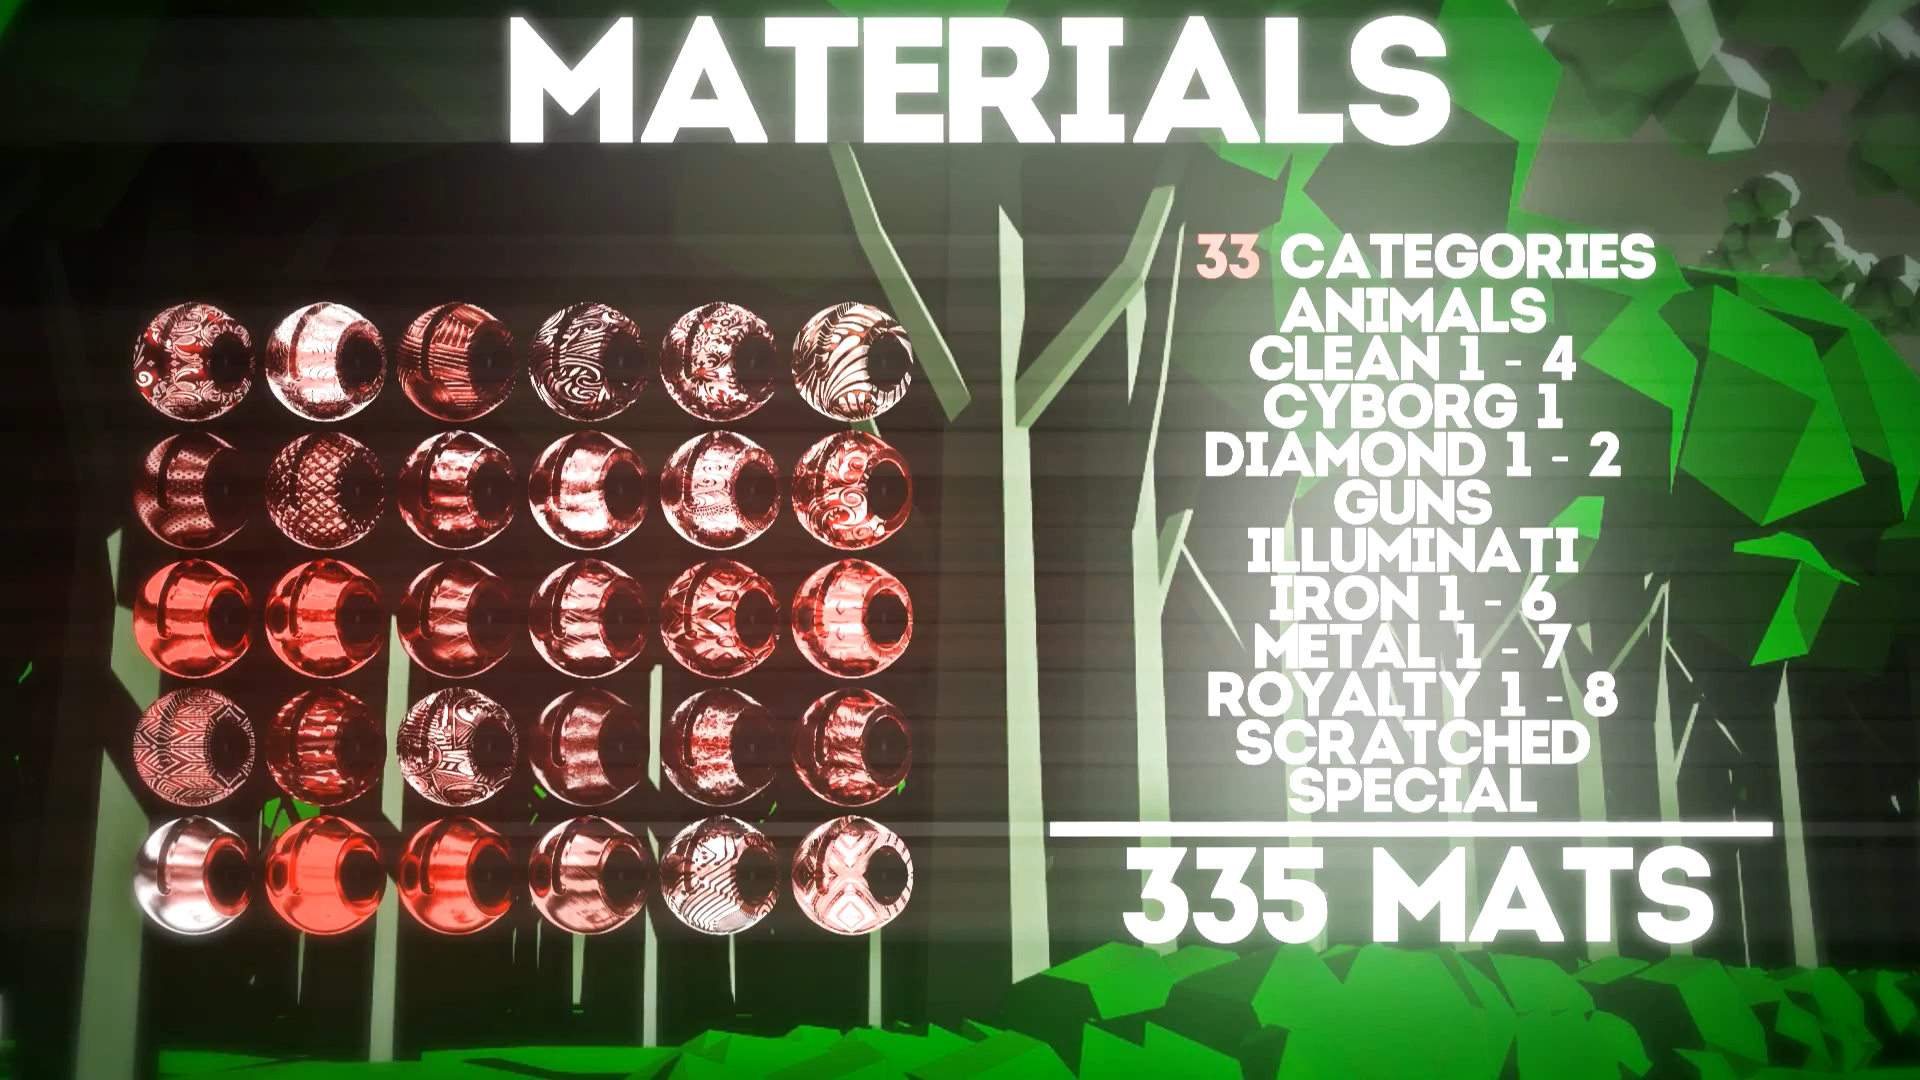 MATERIALS
33 CATEGORIES
ANIMALS
CLEAN 1 - 4
CYBORG 1
DIAMOND 1 - 2
GUNS
ILLUMINATI
IRON 1 - 6
METAL 1 - 7
ROYALTY 1 - 8
SCRATCHED
SPECIAL
335 MATS